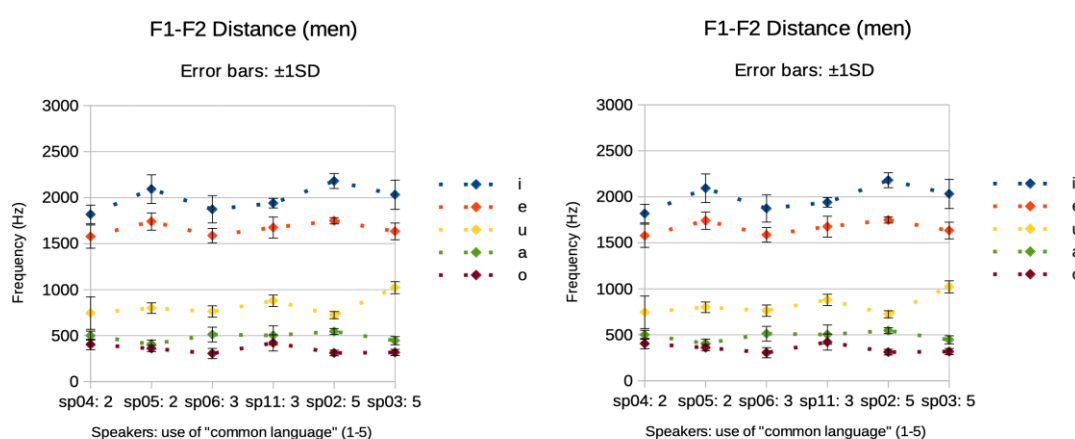 F1-F2 Distance (men)
Error bars: ±1SD
3000
2500
2000
1500
1000
500
0
Frequency (Hz)
sp04: 2 sp05: 2 sp06: 3 sp11: 3 sp02: 5 sp03: 5
Speakers: use of "common language" (1-5)
i
e
u
a
o
F1-F2 Distance (men)
Error bars: ±1SD
3000
2500
2000
1500
1000
500
0
Frequency (Hz)
sp04: 2 sp05: 2 sp06: 3 sp11: 3 sp02: 5 sp03: 5
Speakers: use of "common language" (1-5)
i
e